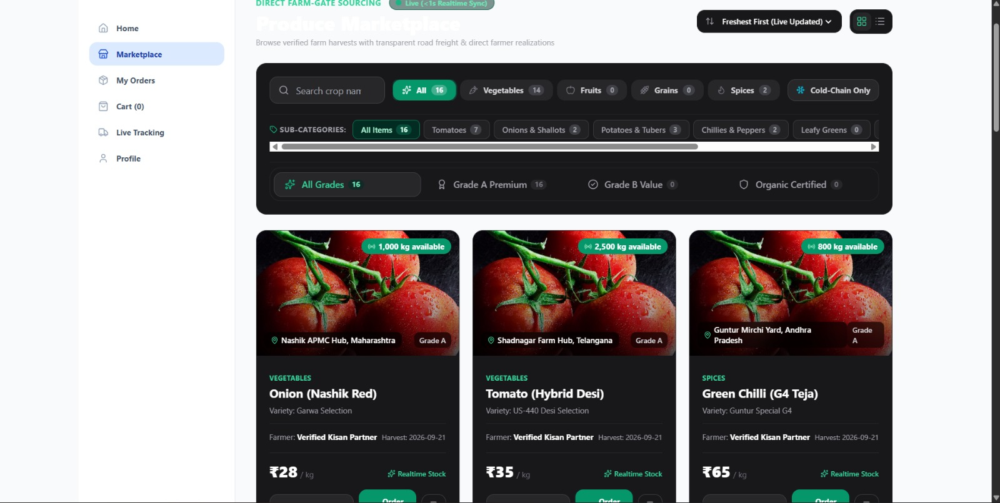 DIRECT FARM-GATE SOURCING
Live (<1s Realtime Sync)
Produce Marketplace
Browse verified farm harvests with transparent road freight & direct farmer realizations
Freshest First (Live Updated)
Home
Marketplace
My Orders
Cart (0)
Live Tracking
Profile
Search crop nam
All 16
Vegetables 14
Fruits 0
Grains 0
Spices 2
Cold-Chain Only
SUB-CATEGORIES:
All Items 16
Tomatoes 7
Onions & Shallots 2
Potatoes & Tubers 3
Chillies & Peppers 2
Leafy Greens 0
All Grades 16
Grade A Premium 16
Grade B Value 0
Organic Certified 0
1,000 kg available
Nashik APMC Hub, Maharashtra
Grade A
VEGETABLES
Onion (Nashik Red)
Variety: Garwa Selection
Farmer: Verified Kisan Partner
Harvest: 2026-09-21
₹28 / kg
Realtime Stock
Order
2,500 kg available
Shadnagar Farm Hub, Telangana
Grade A
VEGETABLES
Tomato (Hybrid Desi)
Variety: US-440 Desi Selection
Farmer: Verified Kisan Partner
Harvest: 2026-09-21
₹35 / kg
Realtime Stock
Order
800 kg available
Guntur Mirchi Yard, Andhra
Pradesh
Grade
A
SPICES
Green Chilli (G4 Teja)
Variety: Guntur Special G4
Farmer: Verified Kisan Partner
Harvest: 2026-09-21
₹65 / kg
Realtime Stock
Order